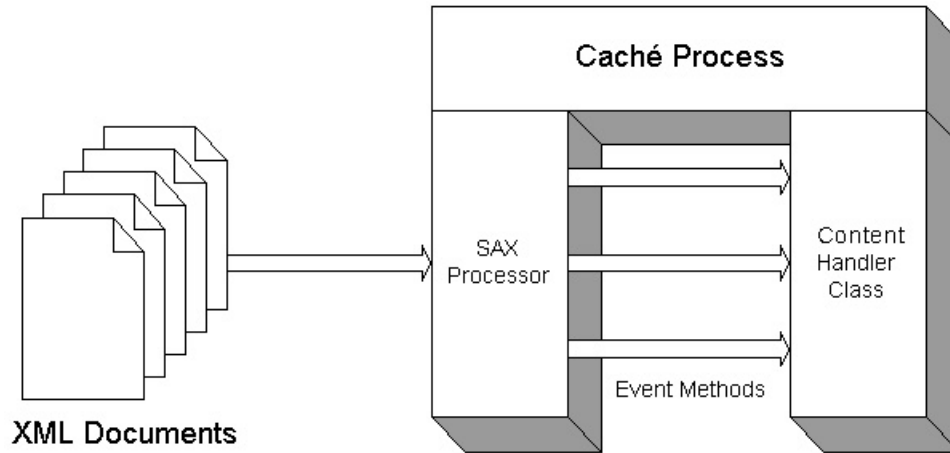 Caché Process
SAX
Processor
Content
Handler
Class
Event Methods
XML Documents